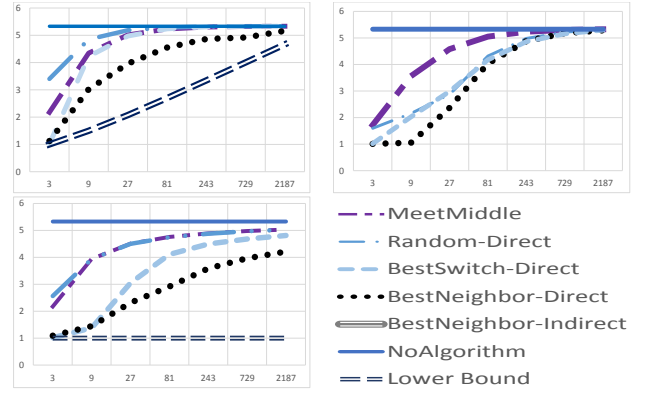 6
5
4
3
2
1
0
3 9 27 81 243 729 2187
6
5
4
3
2
1
0
3 9 27 81 243 729 2187
6
5
4
3
2
1
0
3 9 27 81 243 729 2187
MeetMiddle
Random-Direct
BestSwitch-Direct
BestNeighbor-Direct
BestNeighbor-Indirect
NoAlgorithm
Lower Bound